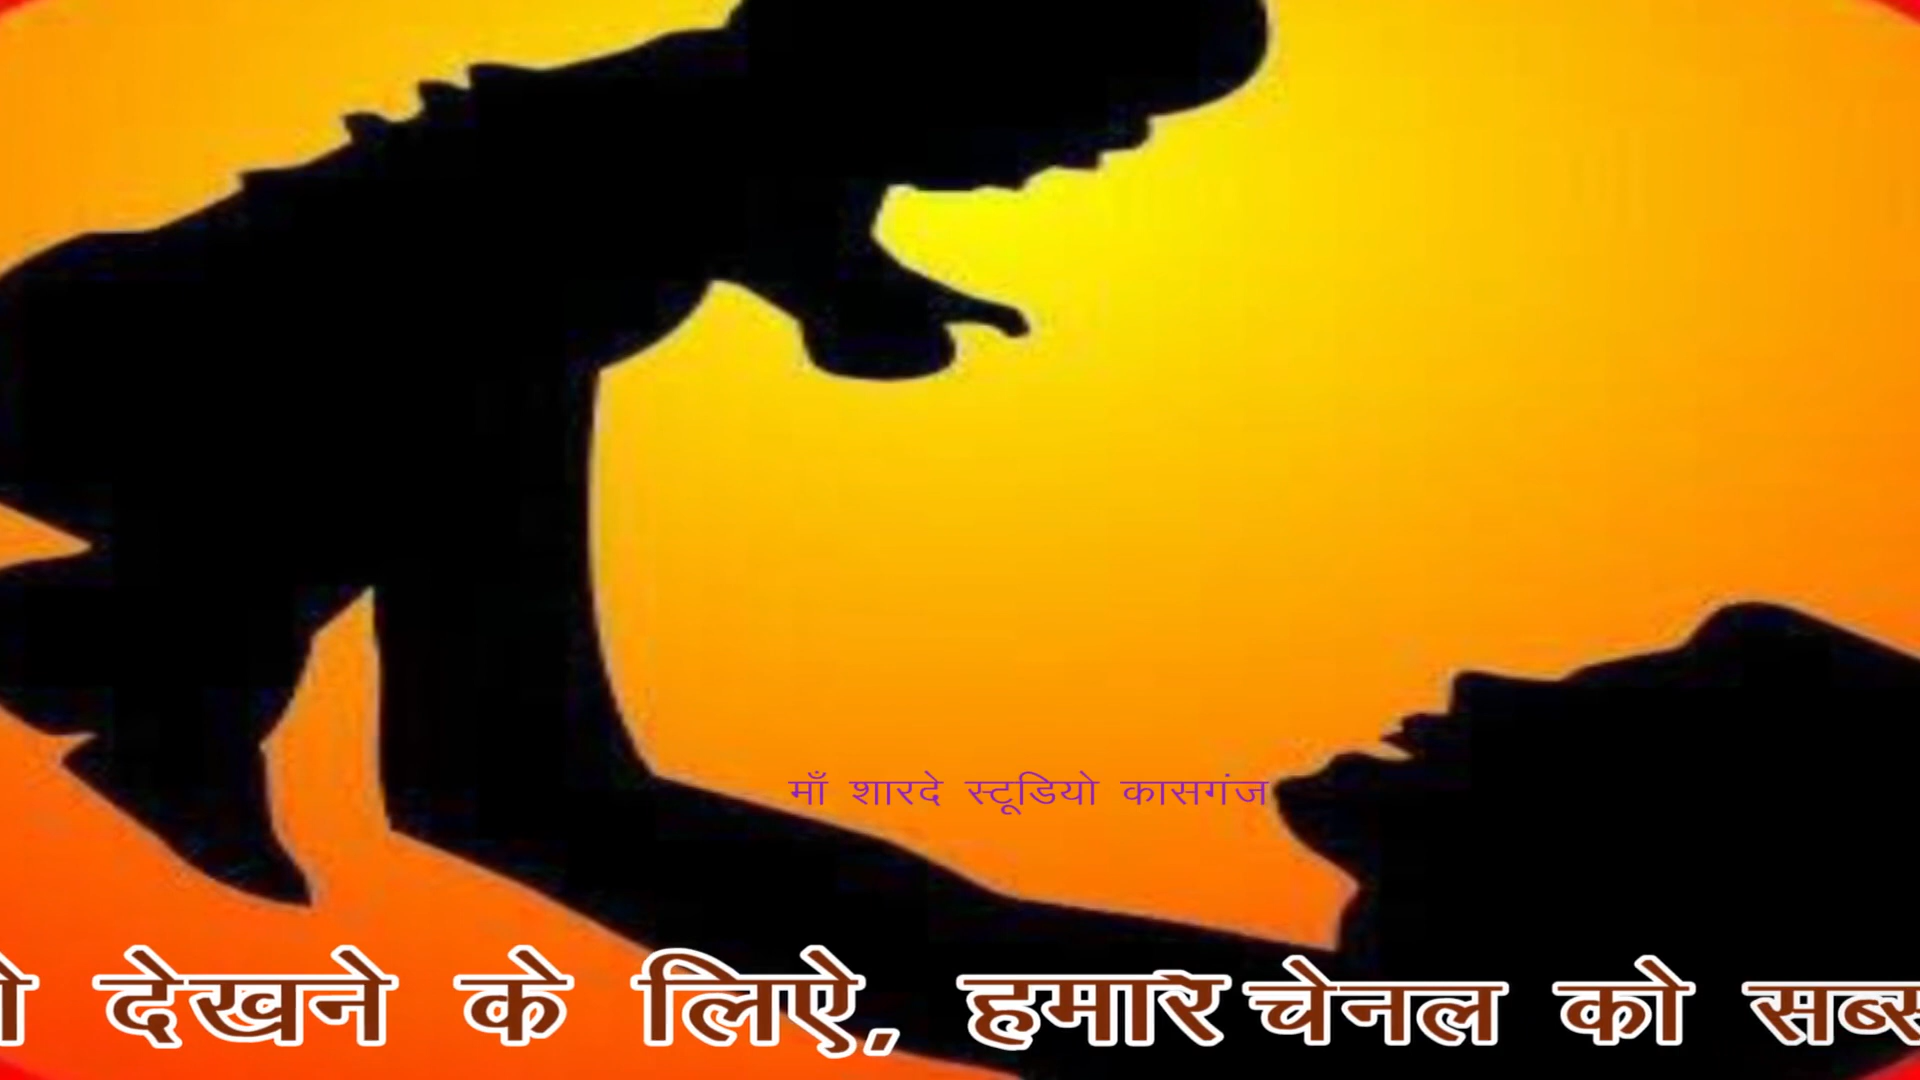 माँ शारदे स्टूडियो कासगंज
देखने के लिऐ, हमारे चेनल को